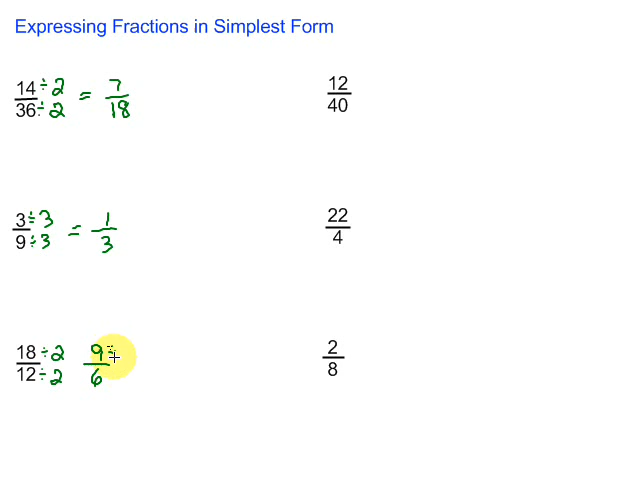 Expressing Fractions in Simplest Form
14 ÷ 2 = 7
36 ÷ 2 18
12
40
3 ÷ 3 = 1
9 ÷ 3 3
22
4
18 ÷ 2 9 ÷
12 ÷ 2 6
2
8